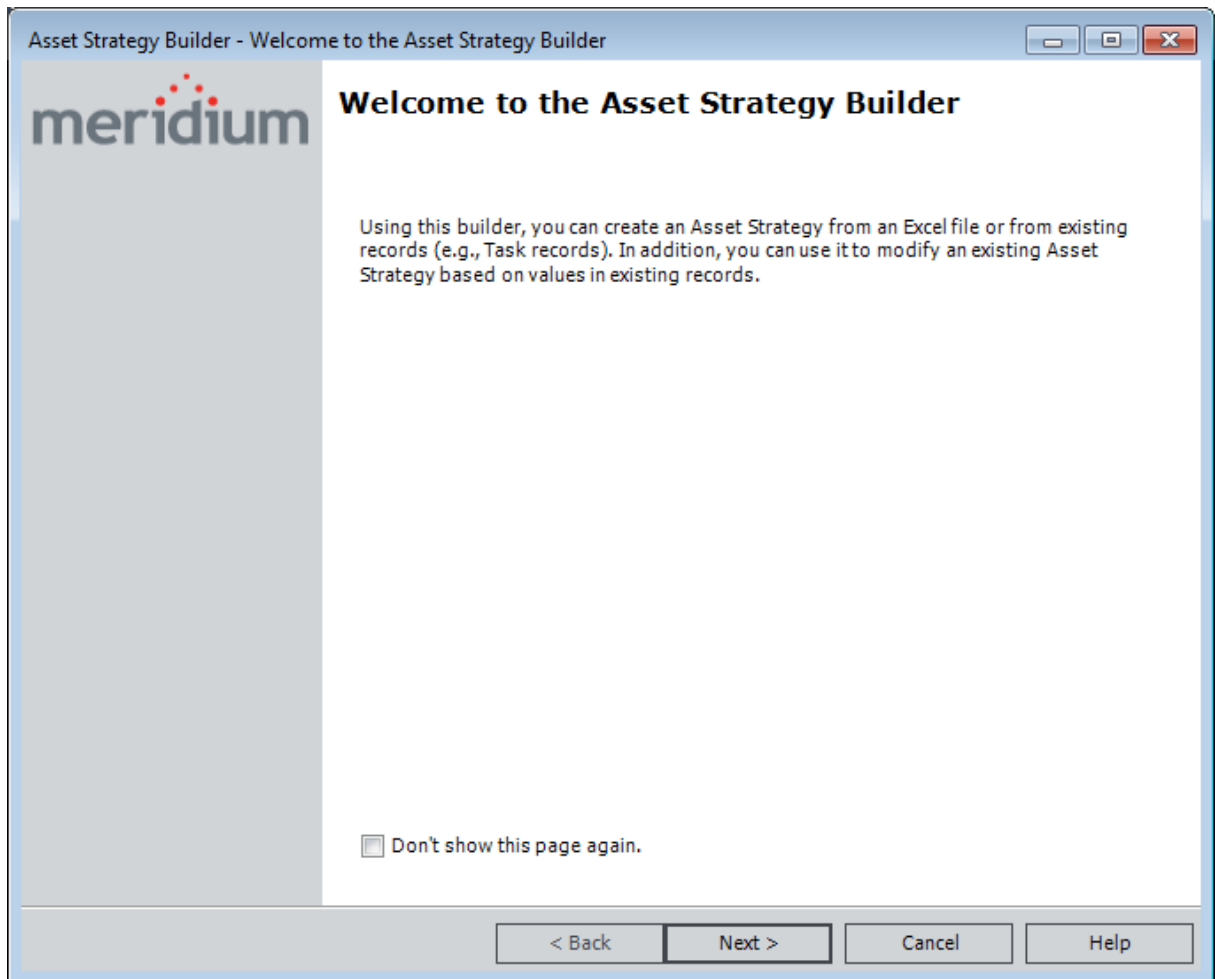 Asset Strategy Builder - Welcome to the Asset Strategy Builder
meridium
Welcome to the Asset Strategy Builder
Using this builder, you can create an Asset Strategy from an Excel file or from existing
records (e.g., Task records). In addition, you can use it to modify an existing Asset
Strategy based on values in existing records.
Don't show this page again.
< Back Next > Cancel Help